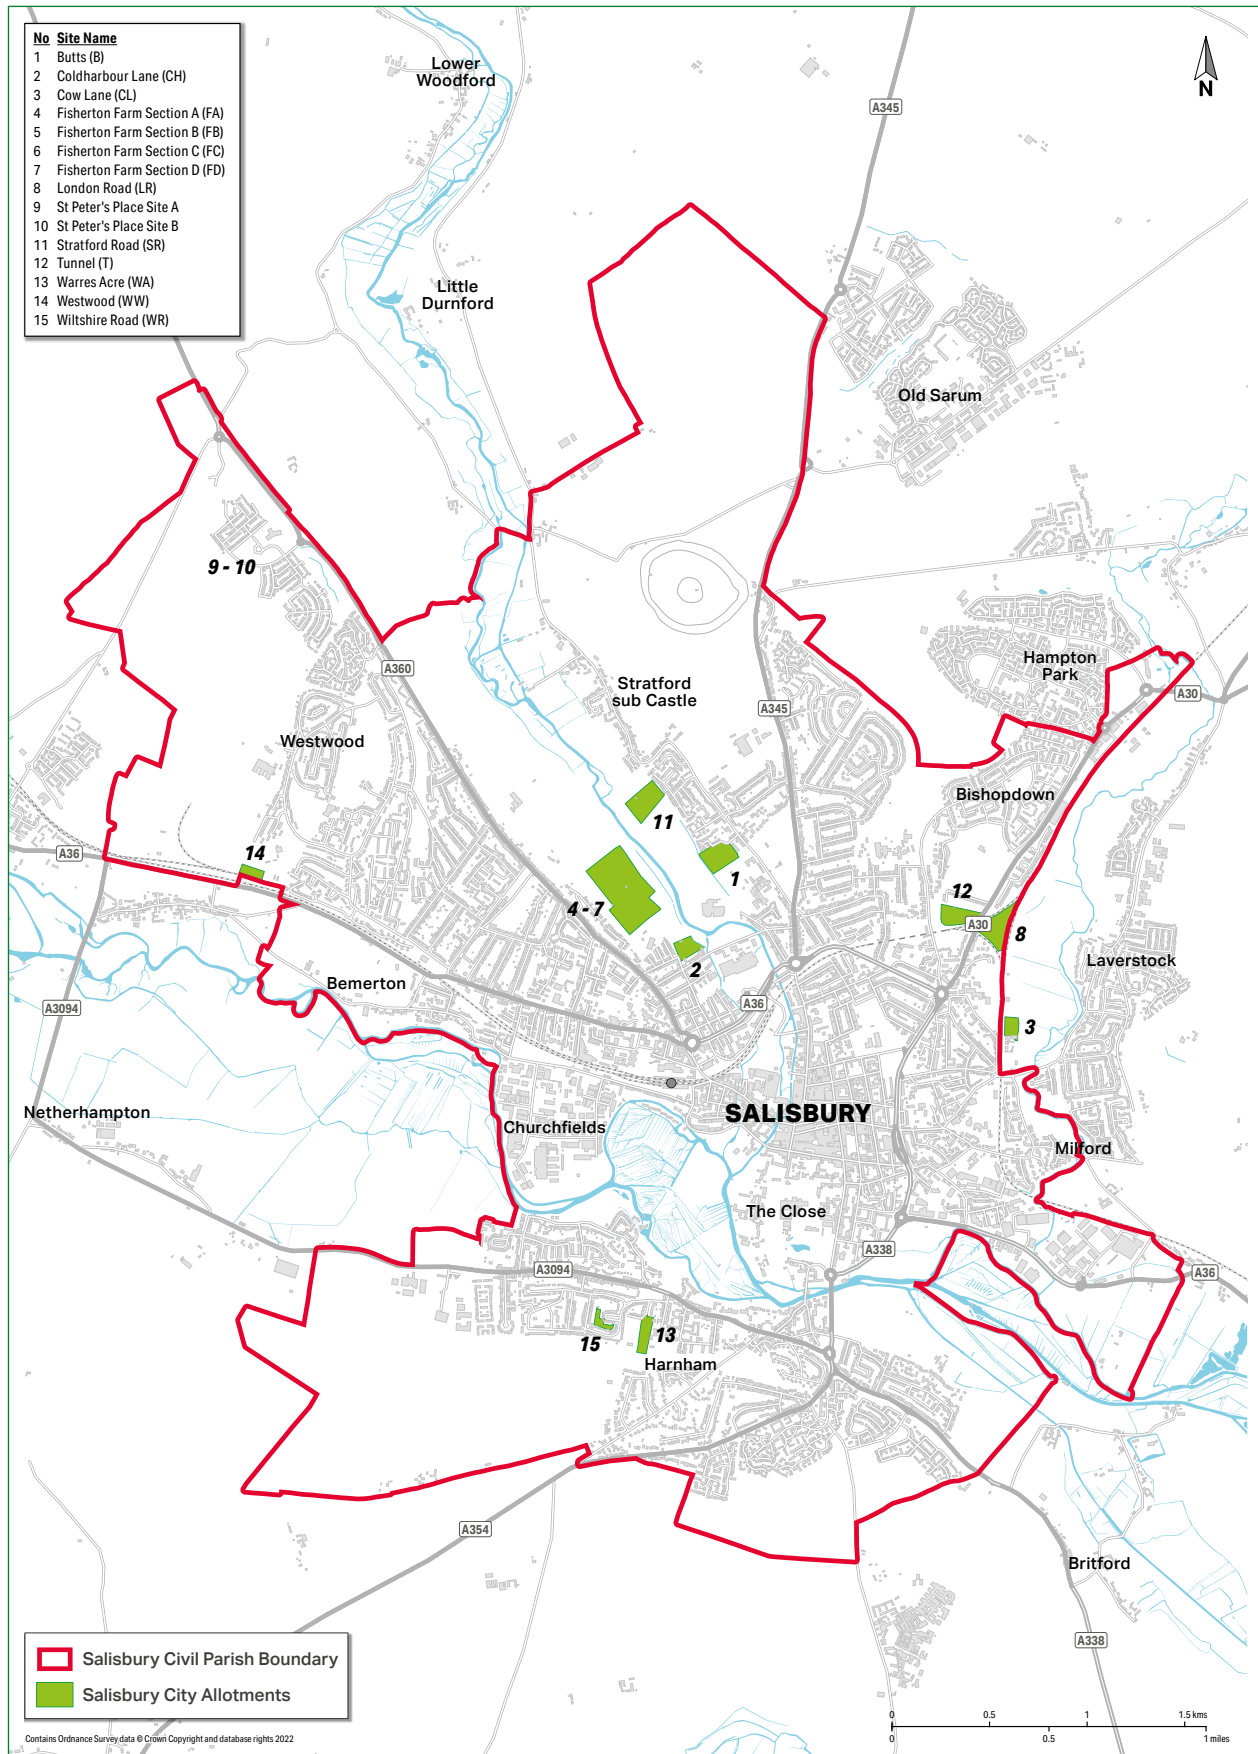 No Site Name
1 Butts (B)
2 Coldharbour Lane (CH)
3 Cow Lane (CL)
4 Fisherton Farm Section A (FA)
5 Fisherton Farm Section B (FB)
6 Fisherton Farm Section C (FC)
7 Fisherton Farm Section D (FD)
8 London Road (LR)
9 St Peter's Place Site A
10 St Peter's Place Site B
11 Stratford Road (SR)
12 Tunnel (T)
13 Warres Acre (WA)
14 Westwood (WW)
15 Wiltshire Road (WR)
Lower
Woodford
N
A345
Little
Durnford
Old Sarum
9 - 10
A360
Hampton
Park
A30
Stratford
sub Castle
A345
Westwood
Bishopdown
11
A36
14
1
12
4 - 7
A30
8
2
Laverstock
Bemerton
A36
A3094
3
Netherhampton
SALISBURY
Churchfields
Milford
The Close
A338
A3094
A36
15
13
Harnham
A354
Britford
A338
Salisbury Civil Parish Boundary
Salisbury City Allotments
0 0.5 1 1.5 kms
0 0.5 1 miles
Contains Ordnance Survey data © Crown Copyright and database rights 2022